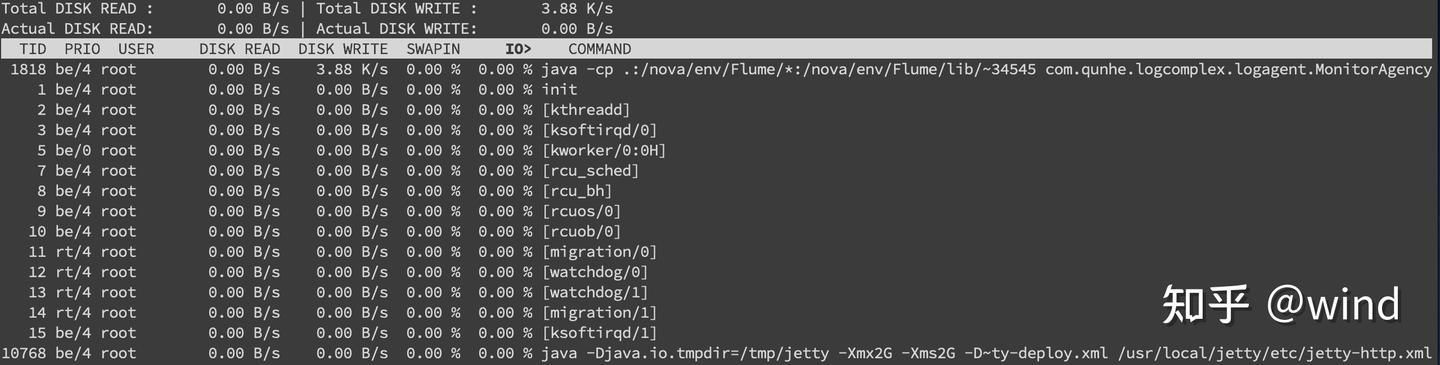 Total DISK READ :       0.00 B/s | Total DISK WRITE :       3.88 K/s
Actual DISK READ:       0.00 B/s | Actual DISK WRITE:       0.00 B/s
  TID  PRIO  USER     DISK READ  DISK WRITE  SWAPIN     IO>    COMMAND
 1818 be/4 root        0.00 B/s    3.88 K/s  0.00 %  0.00 % java -cp .:/nova/env/Flume/*:/nova/env/Flume/lib/~34545 com.qunhe.logcomplex.logagent.MonitorAgency
    1 be/4 root        0.00 B/s    0.00 B/s  0.00 %  0.00 % init
    2 be/4 root        0.00 B/s    0.00 B/s  0.00 %  0.00 % [kthreadd]
    3 be/4 root        0.00 B/s    0.00 B/s  0.00 %  0.00 % [ksoftirqd/0]
    5 be/0 root        0.00 B/s    0.00 B/s  0.00 %  0.00 % [kworker/0:0H]
    7 be/4 root        0.00 B/s    0.00 B/s  0.00 %  0.00 % [rcu_sched]
    8 be/4 root        0.00 B/s    0.00 B/s  0.00 %  0.00 % [rcu_bh]
    9 be/4 root        0.00 B/s    0.00 B/s  0.00 %  0.00 % [rcuos/0]
   10 be/4 root        0.00 B/s    0.00 B/s  0.00 %  0.00 % [rcuob/0]
   11 rt/4 root        0.00 B/s    0.00 B/s  0.00 %  0.00 % [migration/0]
   12 rt/4 root        0.00 B/s    0.00 B/s  0.00 %  0.00 % [watchdog/0]
   13 rt/4 root        0.00 B/s    0.00 B/s  0.00 %  0.00 % [watchdog/1]
   14 rt/4 root        0.00 B/s    0.00 B/s  0.00 %  0.00 % [migration/1]
   15 be/4 root        0.00 B/s    0.00 B/s  0.00 %  0.00 % [ksoftirqd/1]
10768 be/4 root        0.00 B/s    0.00 B/s  0.00 %  0.00 % java -Djava.io.tmpdir=/tmp/jetty -Xmx2G -Xms2G -D~ty-deploy.xml /usr/local/jetty/etc/jetty-http.xml
知乎 @wind